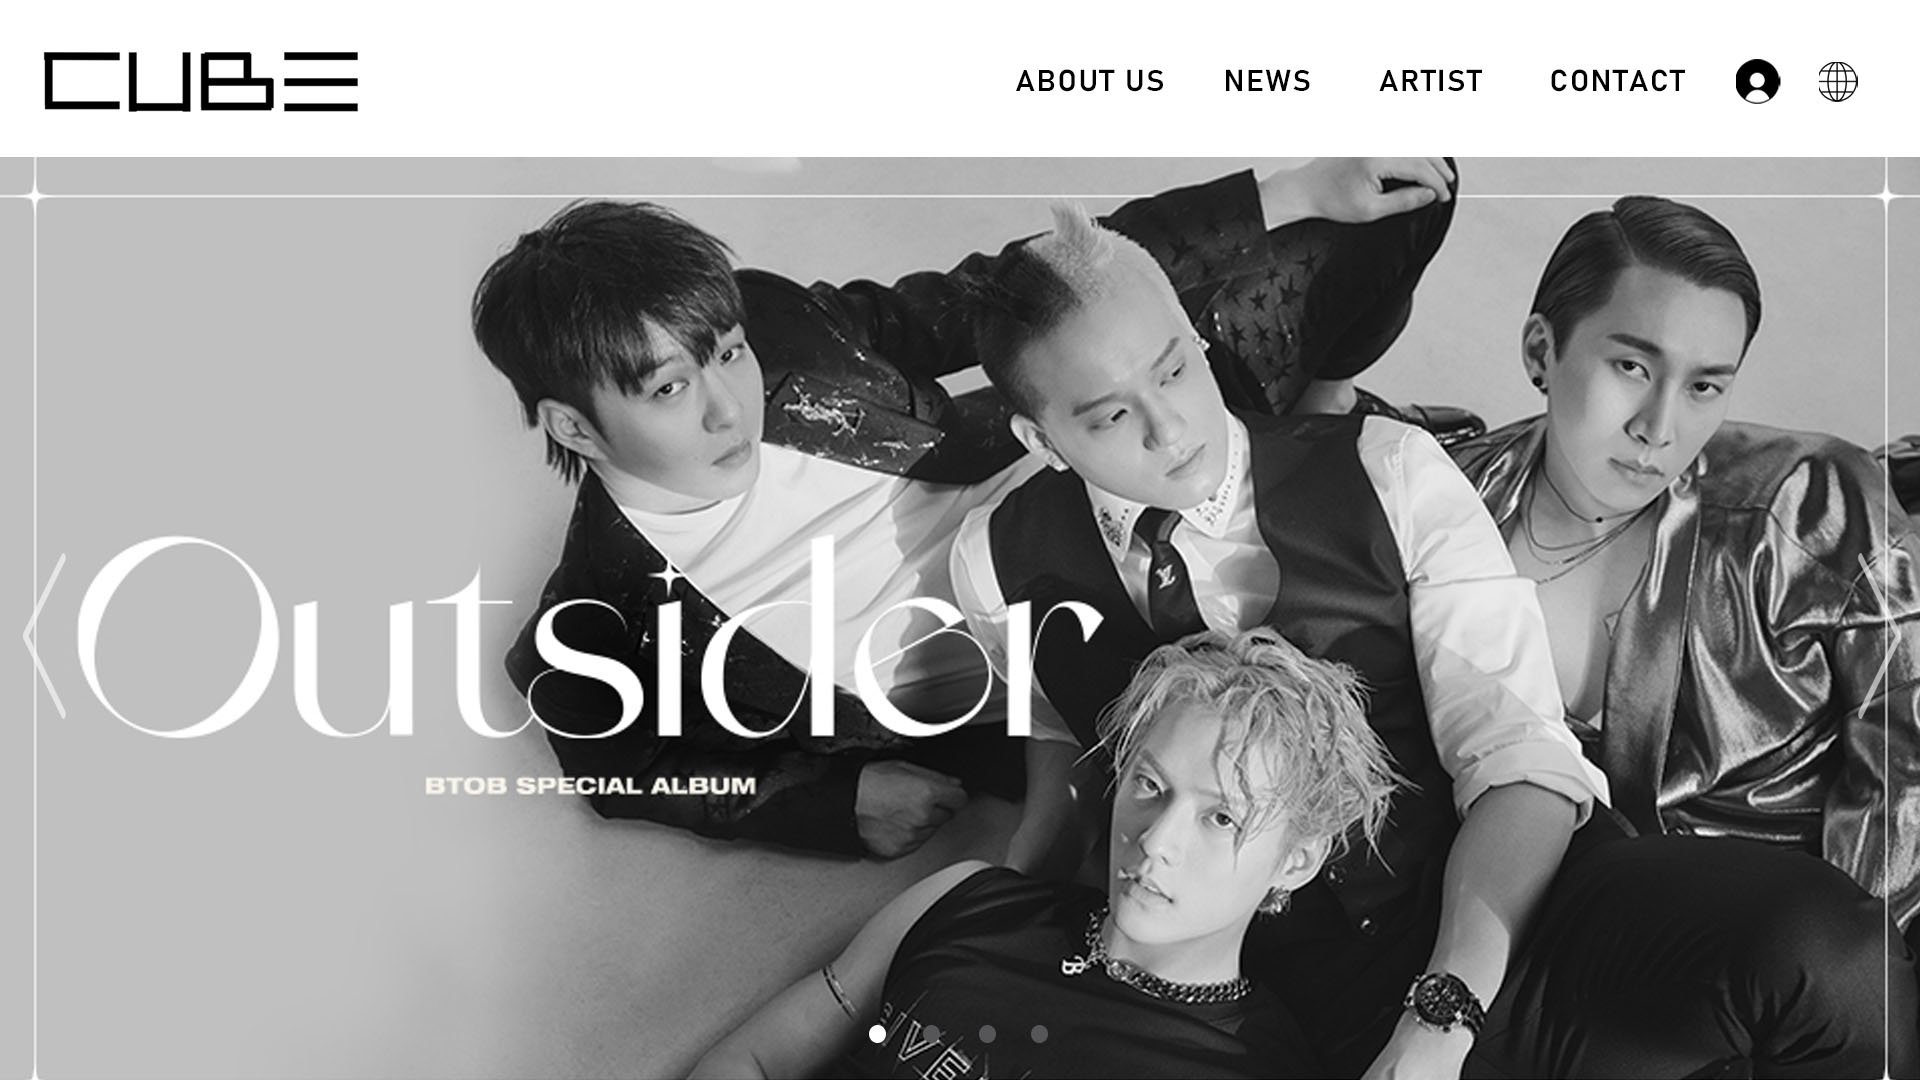 CUBE
ABOUT US NEWS ARTIST CONTACT
Outsider
BTOB SPECIAL ALBUM